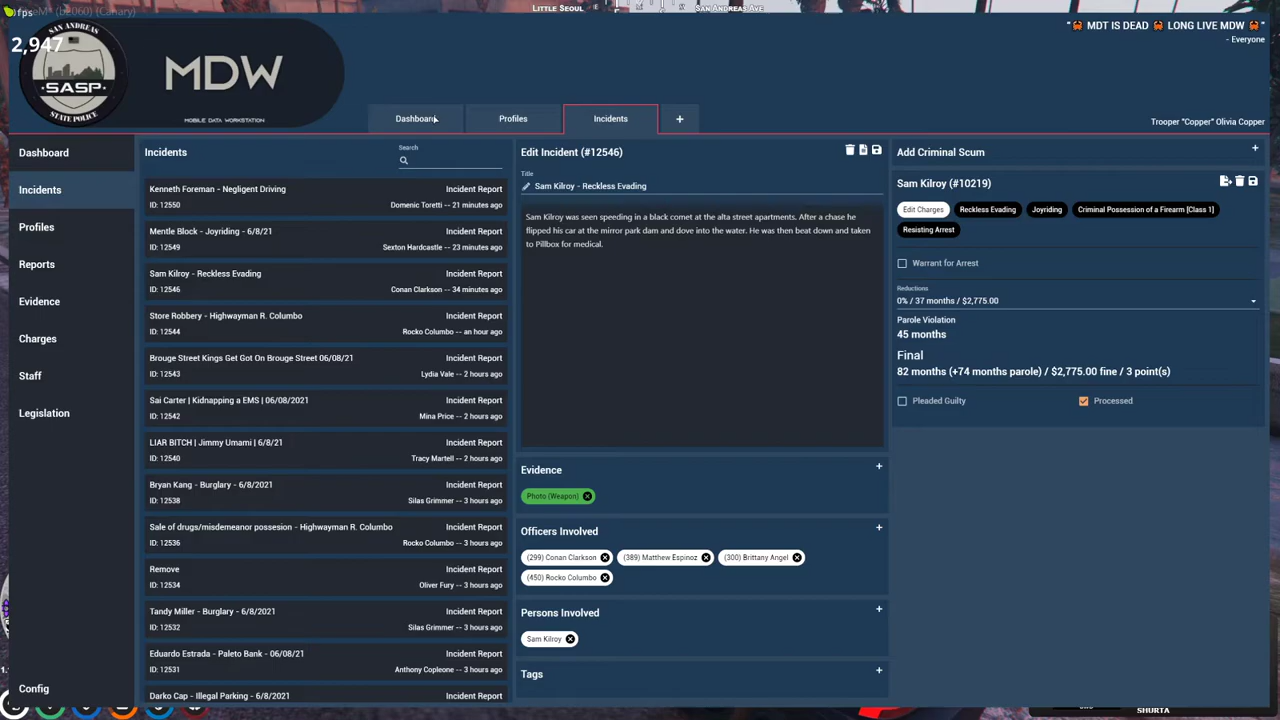 (b2060) (Canary)
fps
2,947
LITTLE SEOUL
E
SAN ANDREAS AVE
SAN ANDREAS
SASP
STATE POLICE
MDW
MOBILE DATA WORKSTATION
" MDT IS DEAD LONG LIVE MDW "
- Everyone
Dashboard
Profiles
Incidents
+
Trooper "Copper" Olivia Copper
Dashboard
Incidents
Profiles
Reports
Evidence
Charges
Staff
Legislation
Config
Incidents
Search
Kenneth Foreman - Negligent Driving Incident Report
ID: 12550 Domenic Toretti -- 21 minutes ago
Mentle Block - Joyriding - 6/8/21 Incident Report
ID: 12549 Sexton Hardcastle -- 23 minutes ago
Sam Kilroy - Reckless Evading Incident Report
ID: 12546 Conan Clarkson -- 34 minutes ago
Store Robbery - Highwayman R. Columbo Incident Report
ID: 12544 Rocko Columbo -- an hour ago
Brouge Street Kings Get Got On Brouge Street 06/08/21 Incident Report
ID: 12543 Lydia Vale -- 2 hours ago
Sai Carter | Kidnapping a EMS | 06/08/2021 Incident Report
ID: 12542 Mina Price -- 2 hours ago
LIAR BITCH | Jimmy Umami | 6/8/21 Incident Report
ID: 12540 Tracy Martell -- 2 hours ago
Bryan Kang - Burglary - 6/8/2021 Incident Report
ID: 12538 Silas Grimmer -- 3 hours ago
Sale of drugs/misdemeanor possesion - Highwayman R. Columbo Incident Report
ID: 12536 Rocko Columbo -- 3 hours ago
Remove Incident Report
ID: 12534 Oliver Fury -- 3 hours ago
Tandy Miller - Burglary - 6/8/2021 Incident Report
ID: 12532 Silas Grimmer -- 3 hours ago
Eduardo Estrada - Paleto Bank - 06/08/21 Incident Report
ID: 12531 Anthony Copleone -- 3 hours ago
Darko Cap - Illegal Parking - 6/8/2021 Incident Report
Edit Incident (#12546)
Title
Sam Kilroy - Reckless Evading
Sam Kilroy was seen speeding in a black comet at the alta street apartments. After a chase he
flipped his car at the mirror park dam and dove into the water. He was then beat down and taken
to Pillbox for medical.
Evidence +
Photo (Weapon)
Officers Involved +
(299) Conan Clarkson (389) Matthew Espinoz (300) Brittany Angel
(450) Rocko Columbo
Persons Involved +
Sam Kilroy
Tags +
Add Criminal Scum +
Sam Kilroy (#10219)
Edit Charges Reckless Evading Joyriding Criminal Possession of a Firearm [Class 1]
Resisting Arrest
Warrant for Arrest
Reductions
0% / 37 months / $2,775.00
Parole Violation
45 months
Final
82 months (+74 months parole) / $2,775.00 fine / 3 point(s)
Pleaded Guilty Processed
SHURTA